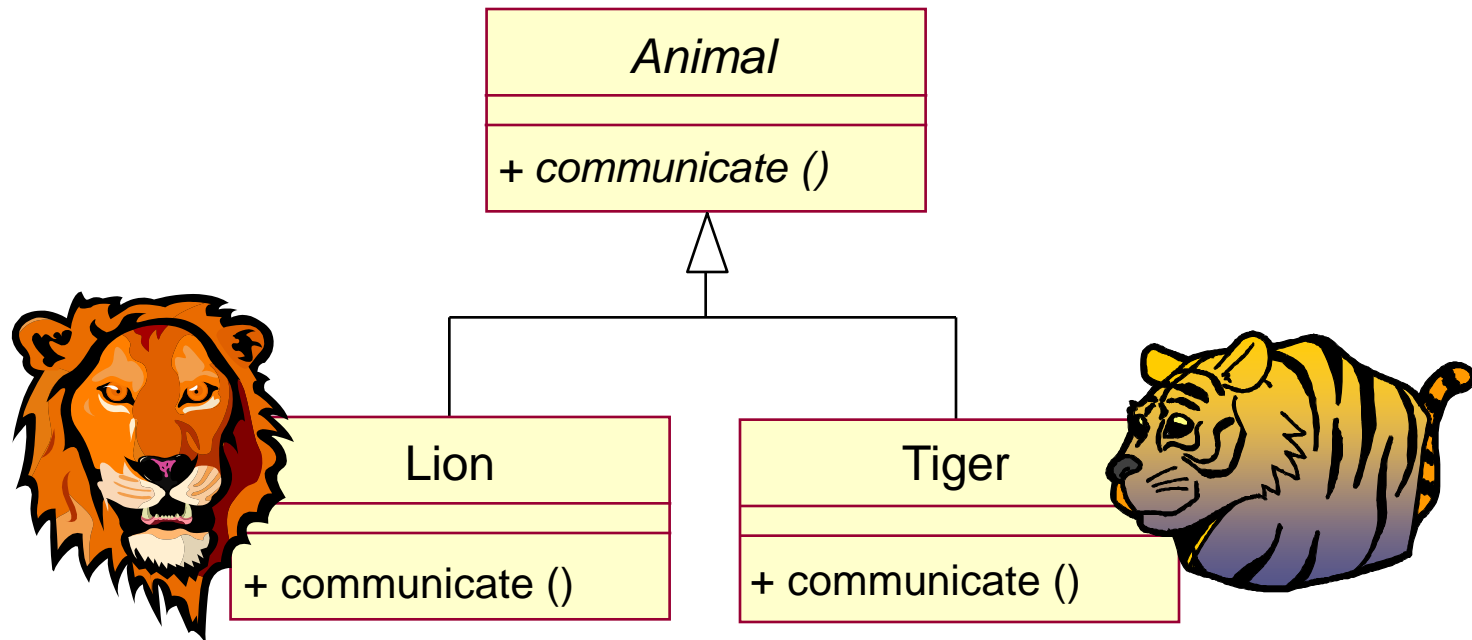 Animal
+ communicate ()
Lion
Tiger
+ communicate ()
+ communicate ()